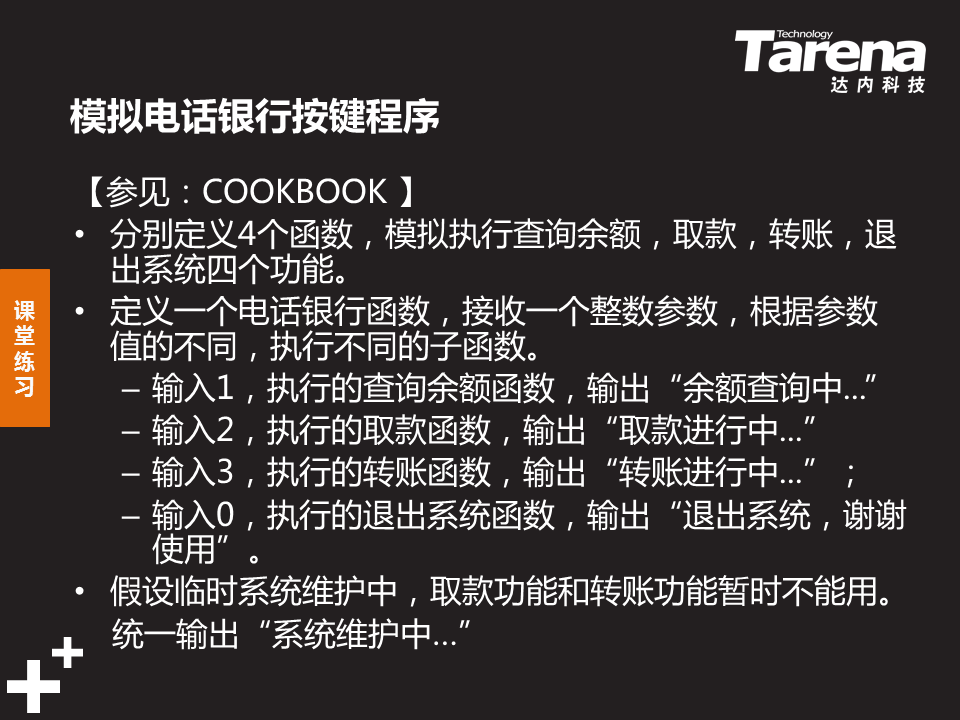 Technology
Tarena
达内科技
模拟电话银行按键程序
【参见：COOKBOOK 】
• 分别定义4个函数，模拟执行查询余额，取款，转账，退
出系统四个功能。
• 定义一个电话银行函数，接收一个整数参数，根据参数
值的不同，执行不同的子函数。
– 输入1，执行的查询余额函数，输出“余额查询中...”
– 输入2，执行的取款函数，输出“取款进行中...”
– 输入3，执行的转账函数，输出“转账进行中...” ；
– 输入0，执行的退出系统函数，输出“退出系统，谢谢
使用”。
• 假设临时系统维护中，取款功能和转账功能暂时不能用。
统一输出“系统维护中...”
课
堂
练
习